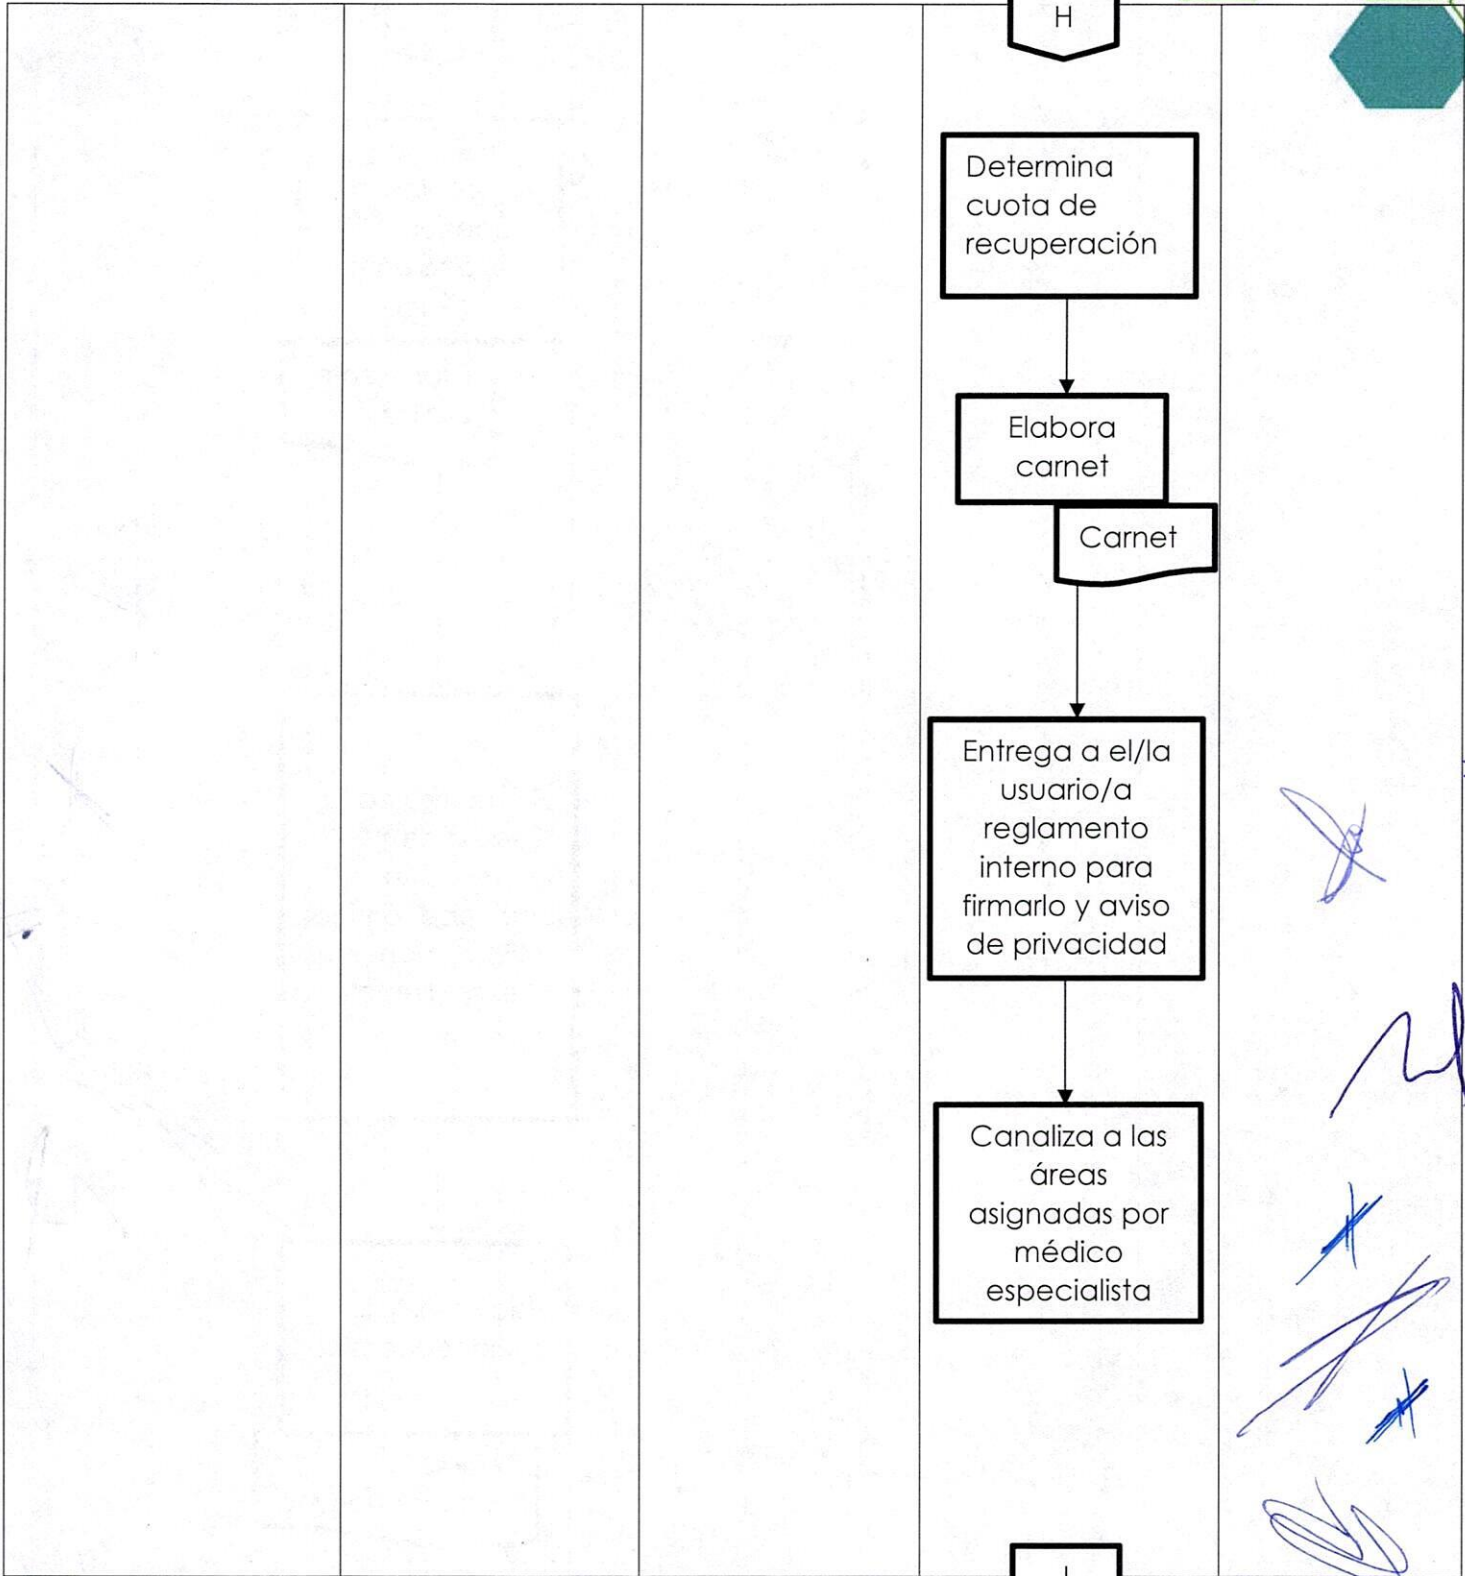 H
Determina
cuota de
recuperación
Elabora
carnet
Carnet
Entrega a el/la
usuario/a
reglamento
interno para
firmarlo y aviso
de privacidad
Canaliza a las
áreas
asignadas por
médico
especialista
I